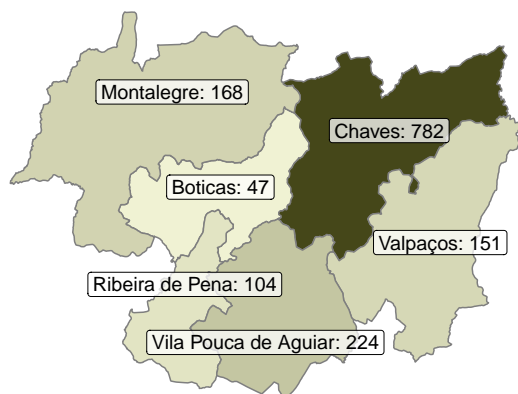 Montalegre: 168
Chaves: 782
Boticas: 47
Valpaços: 151
Ribeira de Pena: 104
Vila Pouca de Aguiar: 224